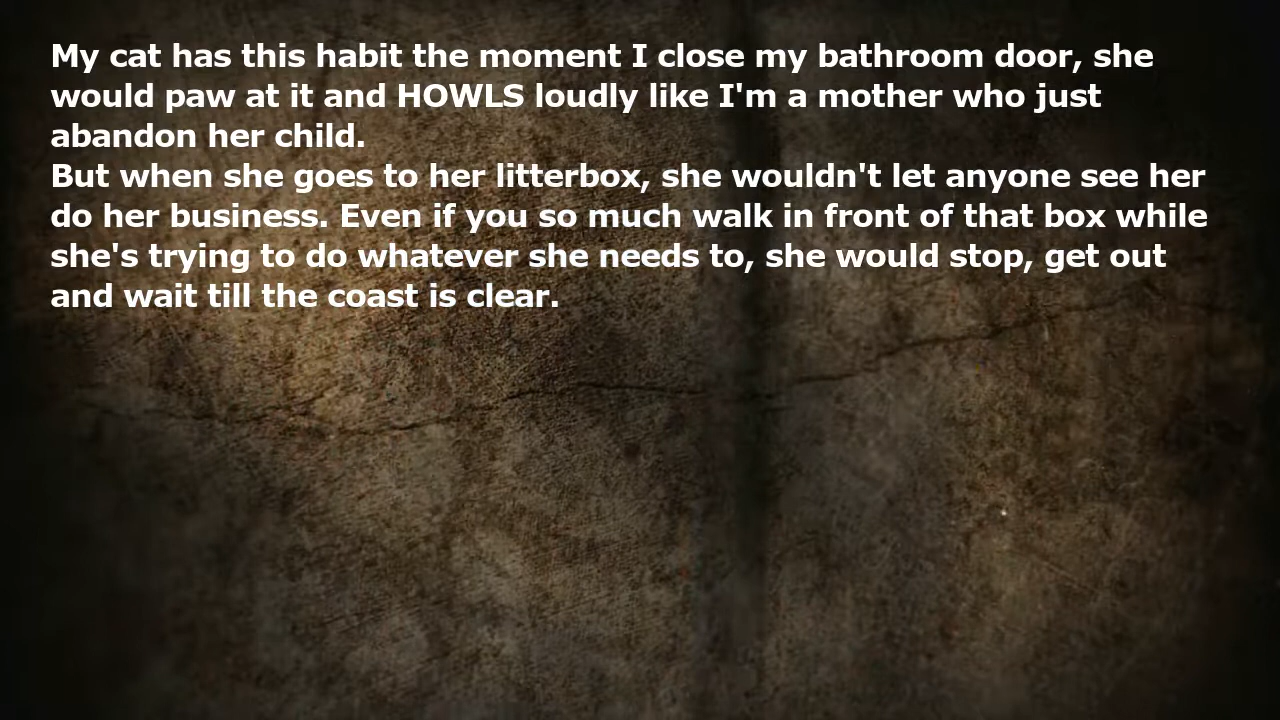 My cat has this habit the moment I close my bathroom door, she
would paw at it and HOWLS loudly like I'm a mother who just
abandon her child.
But when she goes to her litterbox, she wouldn't let anyone see her
do her business. Even if you so much walk in front of that box while
she's trying to do whatever she needs to, she would stop, get out
and wait till the coast is clear.